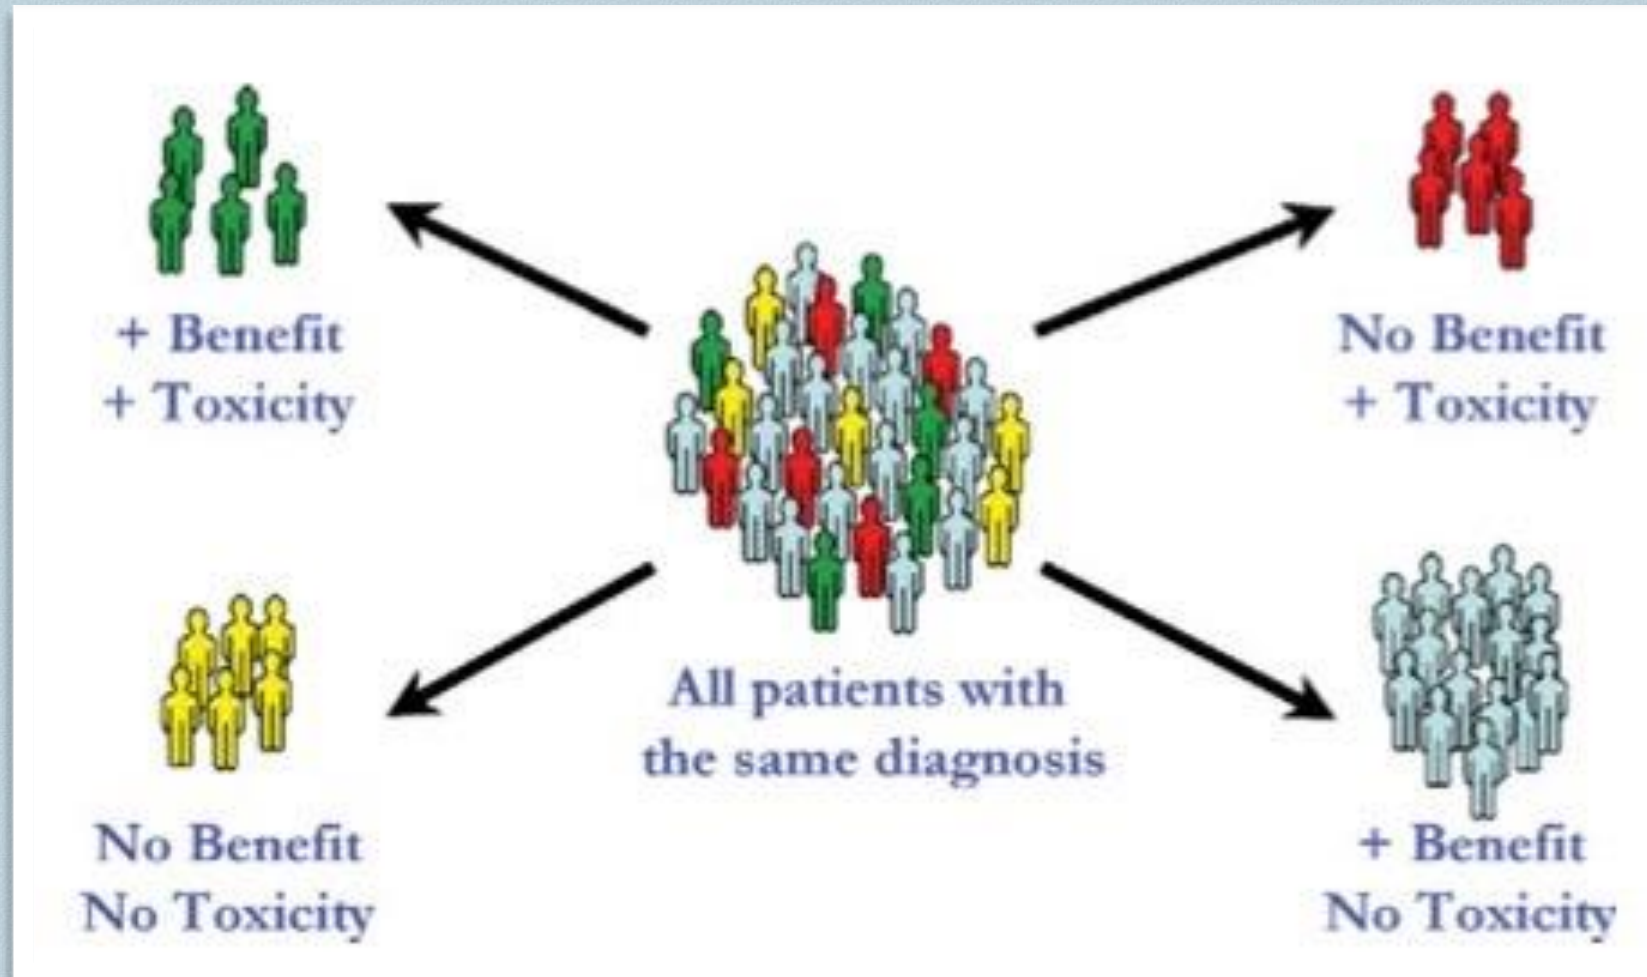 + Benefit
+ Toxicity
No Benefit
+ Toxicity
All patients with
the same diagnosis
No Benefit
No Toxicity
+ Benefit
No Toxicity